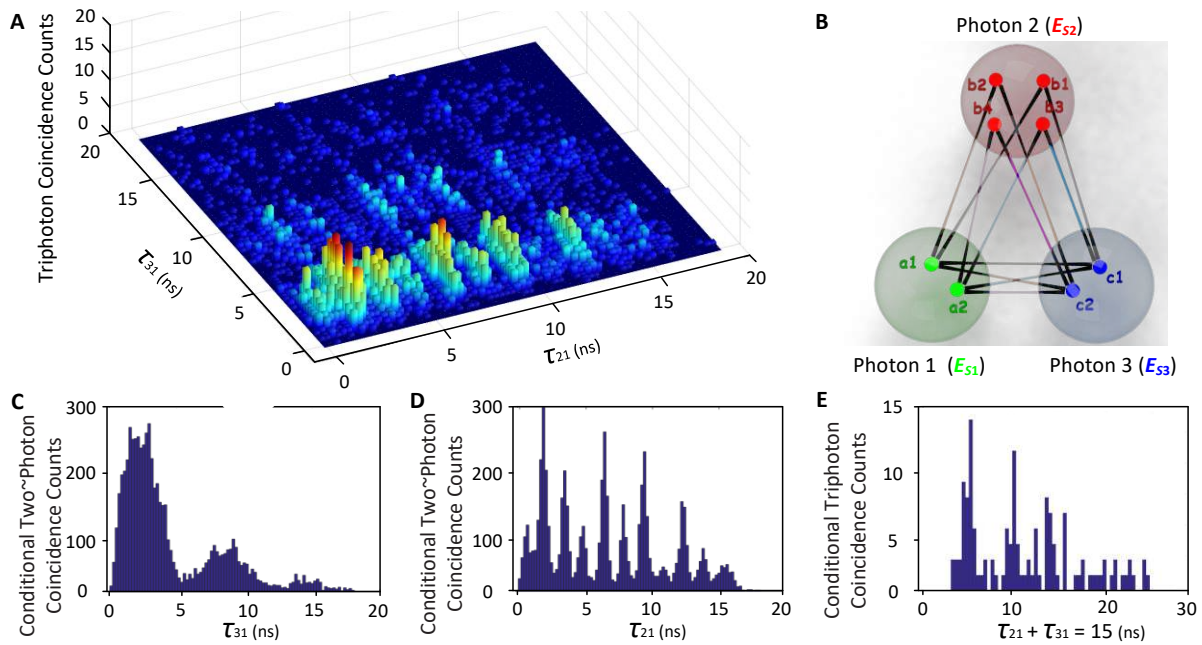 A
Triphoton Coincidence Counts
20
15
10
5
0
20
15
10
5
0
τ31 (ns)
0
5
10
15
20
τ21 (ns)
B
Photon 2 (ES2)
b2
b1
b4
b3
a1
a2
c1
c2
Photon 1 (ES1)
Photon 3 (ES3)
C
Conditional Two~Photon
Coincidence Counts
300
200
100
0
0
5
10
15
20
τ31 (ns)
D
Conditional Two~Photon
Coincidence Counts
300
200
100
0
0
5
10
15
20
τ21 (ns)
E
Conditional Triphoton
Coincidence Counts
15
10
5
0
0
10
20
30
τ21 + τ31 = 15 (ns)